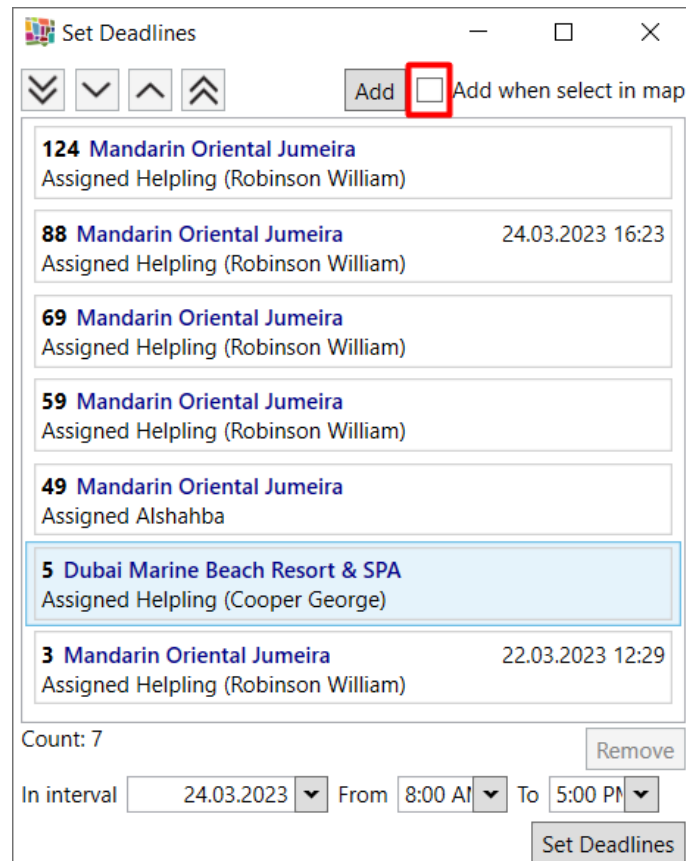 Set Deadlines
Add Add when select in map
124 Mandarin Oriental Jumeira
Assigned Helpling (Robinson William)
88 Mandarin Oriental Jumeira 24.03.2023 16:23
Assigned Helpling (Robinson William)
69 Mandarin Oriental Jumeira
Assigned Helpling (Robinson William)
59 Mandarin Oriental Jumeira
Assigned Helpling (Robinson William)
49 Mandarin Oriental Jumeira
Assigned Alshahba
5 Dubai Marine Beach Resort & SPA
Assigned Helpling (Cooper George)
3 Mandarin Oriental Jumeira 22.03.2023 12:29
Assigned Helpling (Robinson William)
Count: 7
Remove
In interval 24.03.2023 From 8:00 AM To 5:00 PM
Set Deadlines